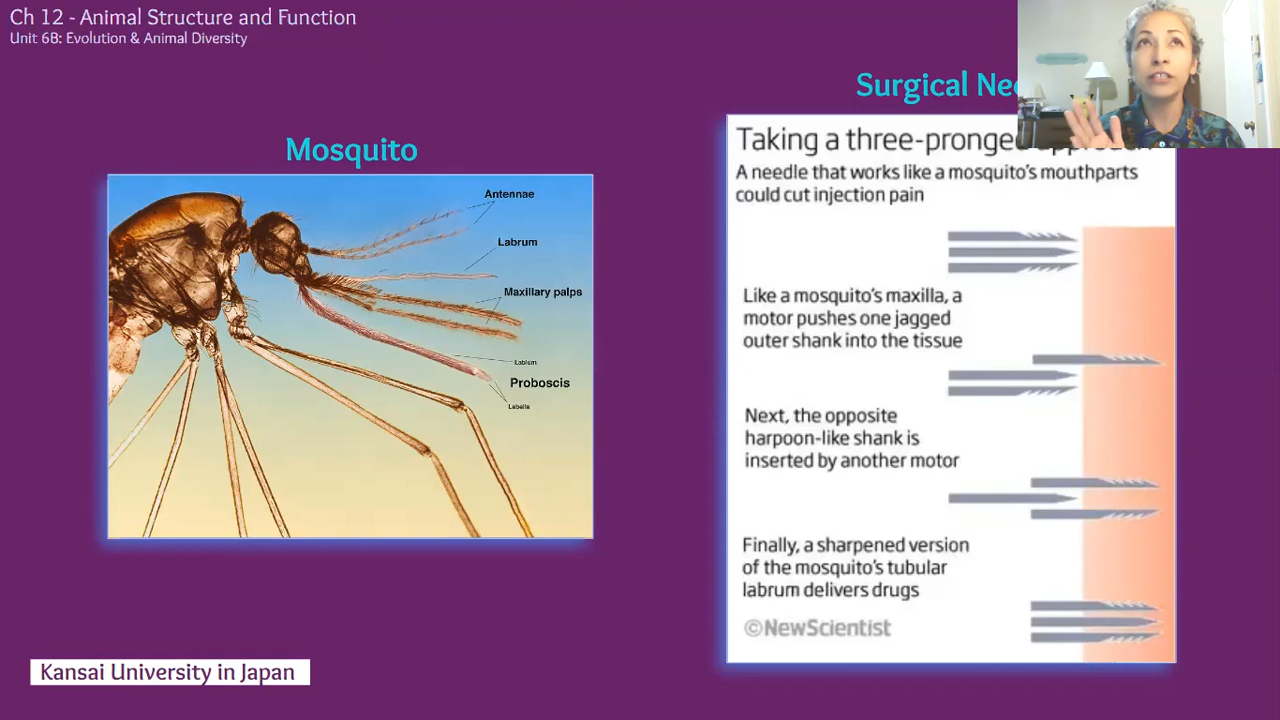 Ch 12 - Animal Structure and Function
Unit 6B: Evolution & Animal Diversity
Mosquito
Antennae
Labrum
Maxillary palps
Labium
Proboscis
Labella
Kansai University in Japan
Surgical
Taking a three-pronged
A needle that works like a mosquito's mouthparts
could cut injection pain
Like a mosquito's maxilla, a
motor pushes one jagged
outer shank into the tissue
Next, the opposite
harpoon-like shank is
inserted by another motor
Finally, a sharpened version
of the mosquito's tubular
labrum delivers drugs
©NewScientist